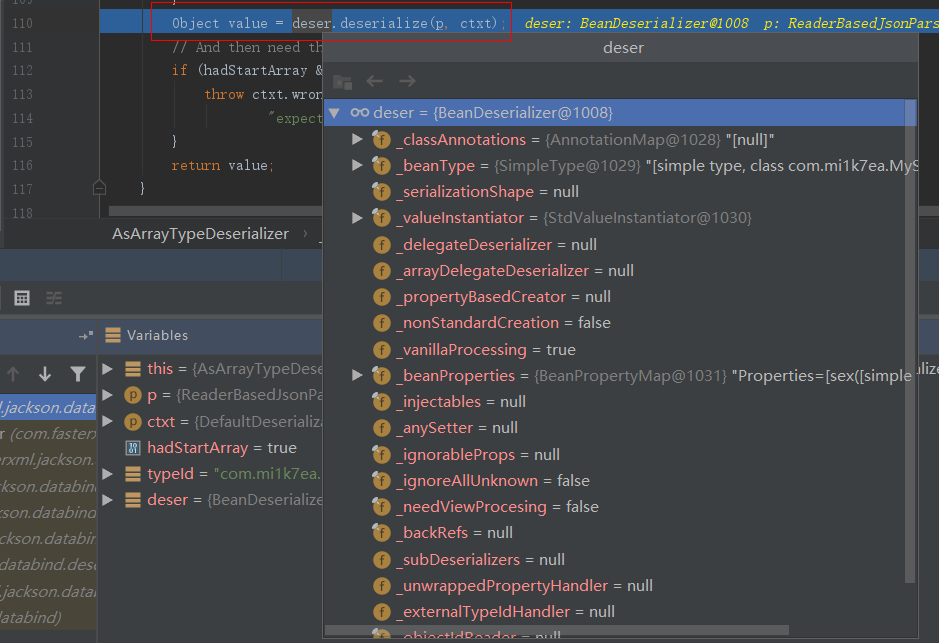 109 }
110 Object value = deser.deserialize(p, ctxt); deser: BeanDeserializer@1008 p: ReaderBasedJsonPars
111 // And then need th
112 if (hadStartArray &
113 throw ctxt.wron
114 "expect
115 }
116 return value;
117 }
118
AsArrayTypeDeserializer
Variables
this = {AsArrayTypeDese
p = {ReaderBasedJsonPa
ctxt = {DefaultDeserializa
hadStartArray = true
typeId = "com.mi1k7ea.
deser = {BeanDeserialize
l.jackson.data
r (com.fasterx
erxml.jackson.
ckson.databind
kson.databind
ckson.databin
databind.dese
l.jackson.data
databind)
deser
deser = {BeanDeserializer@1008}
_classAnnotations = {AnnotationMap@1028} "[null]"
_beanType = {SimpleType@1029} "[simple type, class com.mi1k7ea.MyS
_serializationShape = null
_valueInstantiator = {StdValueInstantiator@1030}
_delegateDeserializer = null
_arrayDelegateDeserializer = null
_propertyBasedCreator = null
_nonStandardCreation = false
_vanillaProcessing = true
_beanProperties = {BeanPropertyMap@1031} "Properties=[sex([simple
_injectables = null
_anySetter = null
_ignorableProps = null
_ignoreAllUnknown = false
_needViewProcesing = false
_backRefs = null
_subDeserializers = null
_unwrappedPropertyHandler = null
_externalTypeIdHandler = null
_objectIdReader = null